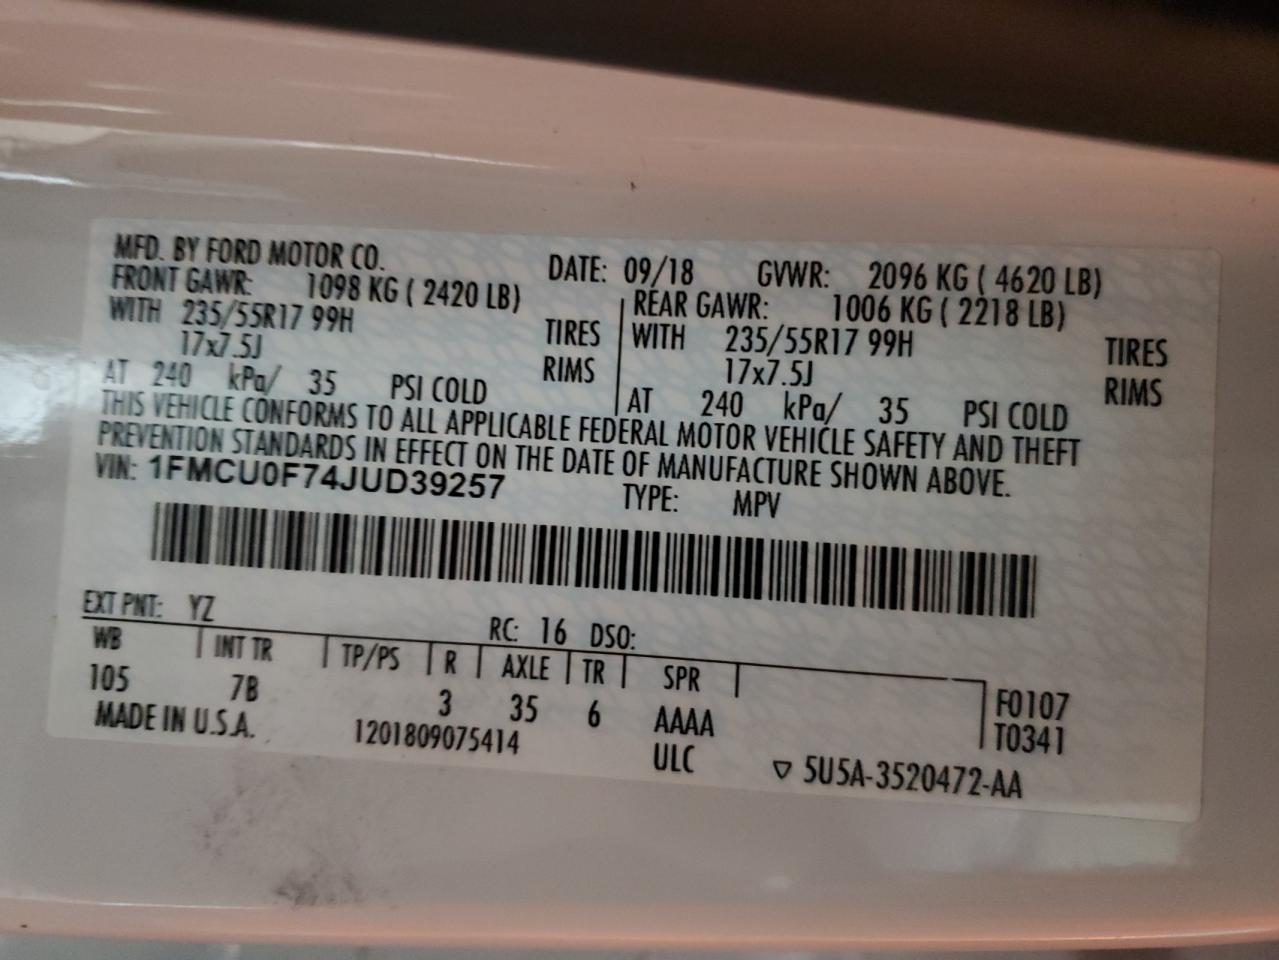 MFD. BY FORD MOTOR CO.
DATE: 09/18 GVWR: 2096 KG ( 4620 LB)
FRONT GAWR: 1098 KG ( 2420 LB)
WITH 235/55R17 99H TIRES
17x7.5J RIMS
AT 240 kPa/ 35 PSI COLD
REAR GAWR: 1006 KG ( 2218 LB)
WITH 235/55R17 99H TIRES
17x7.5J RIMS
AT 240 kPa/ 35 PSI COLD
THIS VEHICLE CONFORMS TO ALL APPLICABLE FEDERAL MOTOR VEHICLE SAFETY AND THEFT
PREVENTION STANDARDS IN EFFECT ON THE DATE OF MANUFACTURE SHOWN ABOVE.
VIN: 1FMCU0F74JUD39257 TYPE: MPV
EXT PNT: YZ RC: 16 DSO:
WB INT TR TP/PS R AXLE TR SPR
105 7B 3 35 6 AAAA F0107
MADE IN U.S.A. 1201809075414 ULC T0341
▽ 5U5A-3520472-AA